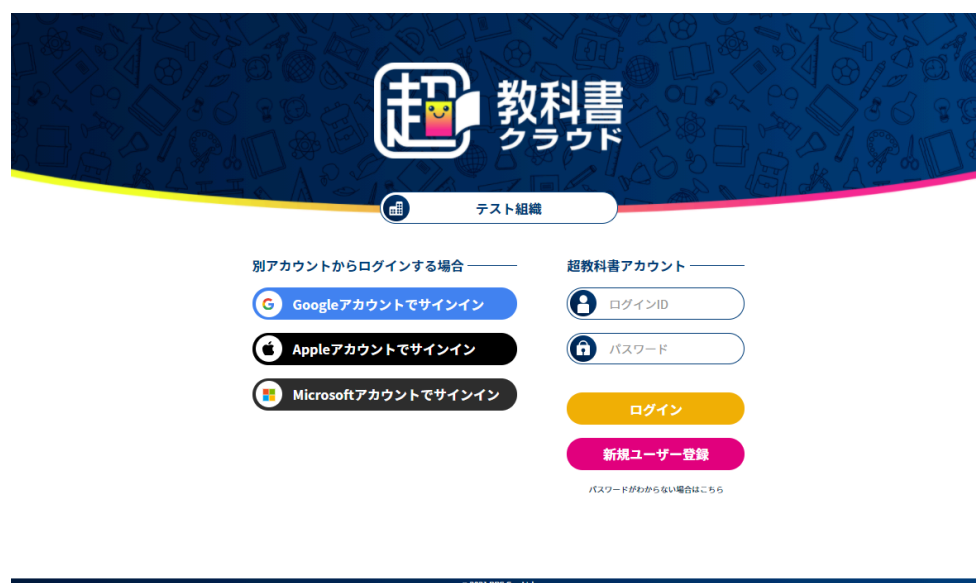 超
教科書
クラウド
テスト組織
別アカウントからログインする場合
Googleアカウントでサインイン
Appleアカウントでサインイン
Microsoftアカウントでサインイン
超教科書アカウント
ログインID
パスワード
ログイン
新規ユーザー登録
パスワードがわからない場合はこちら